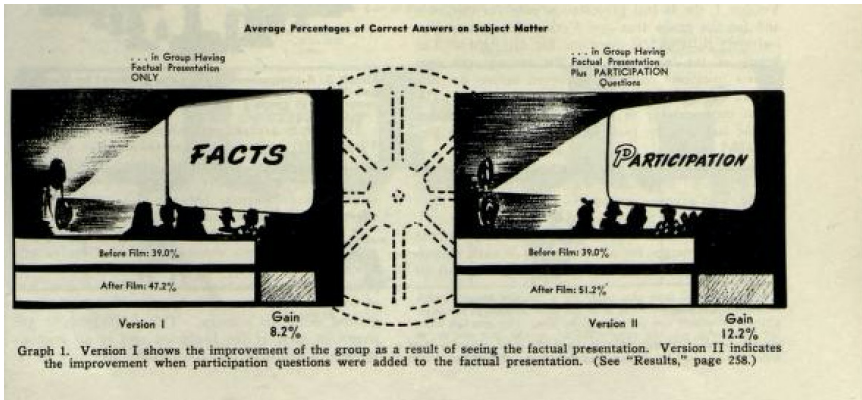 Average Percentages of Correct Answers on Subject Matter
. . . in Group Having
Factual Presentation
ONLY
. . . in Group Having
Factual Presentation
Plus PARTICIPATION
Questions
FACTS
PARTICIPATION
Before Film: 39.0%
After Film: 47.2%
Before Film: 39.0%
After Film: 51.2%
Version I
Gain
8.2%
Version II
Gain
12.2%
Graph 1. Version I shows the improvement of the group as a result of seeing the factual presentation. Version II indicates
the improvement when participation questions were added to the factual presentation. (See "Results," page 258.)